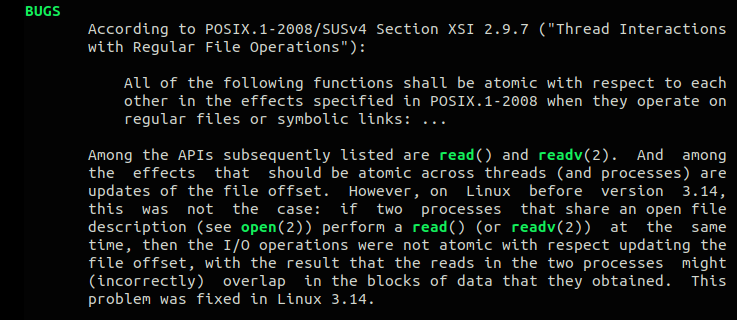 BUGS
According to POSIX.1-2008/SUSv4 Section XSI 2.9.7 ("Thread Interactions
with Regular File Operations"):
All of the following functions shall be atomic with respect to each
other in the effects specified in POSIX.1-2008 when they operate on
regular files or symbolic links: ...
Among the APIs subsequently listed are read() and readv(2). And among
the effects that should be atomic across threads (and processes) are
updates of the file offset. However, on Linux before version 3.14,
this was not the case: if two processes that share an open file
description (see open(2)) perform a read() (or readv(2)) at the same
time, then the I/O operations were not atomic with respect updating the
file offset, with the result that the reads in the two processes might
(incorrectly) overlap in the blocks of data that they obtained. This
problem was fixed in Linux 3.14.